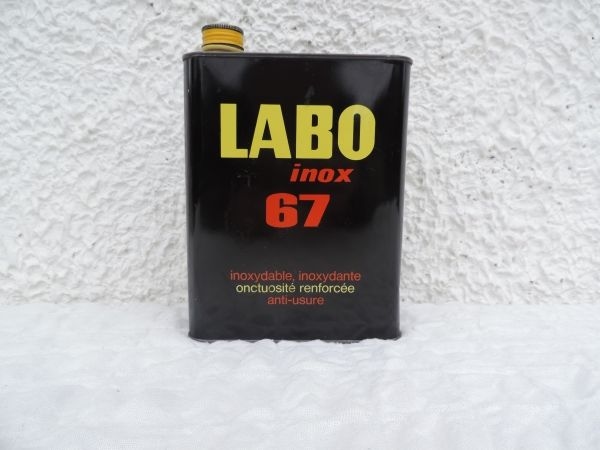 LABO
inox
67
inoxydable, inoxydante
onctuosité renforcée
anti-usure